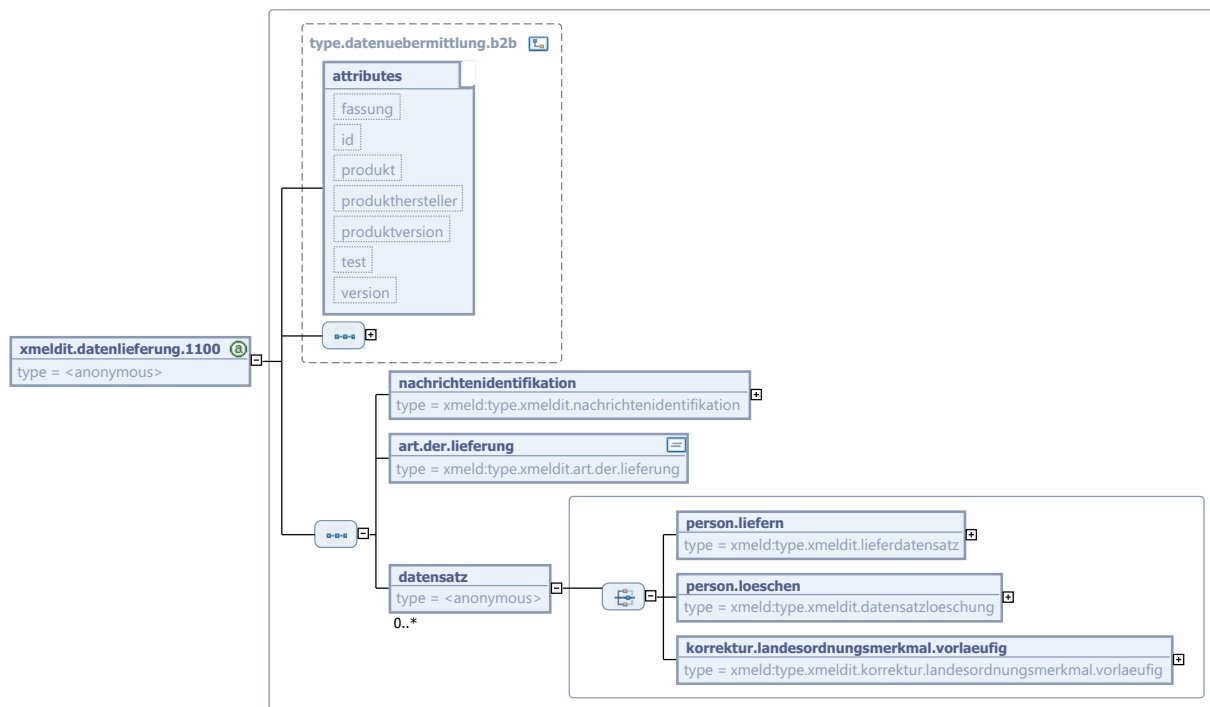 type.datenuebermittlung.b2b
attributes
fassung
id
produkt
produkthersteller
produktversion
test
version
xmeldit.datenlieferung.1100 a
type = <anonymous>
nachrichtenidentifikation
type = xmeld:type.xmeldit.nachrichtenidentifikation
art.der.lieferung
type = xmeld:type.xmeldit.art.der.lieferung
datensatz
type = <anonymous>
0..*
person.liefern
type = xmeld:type.xmeldit.lieferdatensatz
person.loeschen
type = xmeld:type.xmeldit.datensatzloeschung
korrektur.landesordnungsmerkmal.vorlaeufig
type = xmeld:type.xmeldit.korrektur.landesordnungsmerkmal.vorlaeufig